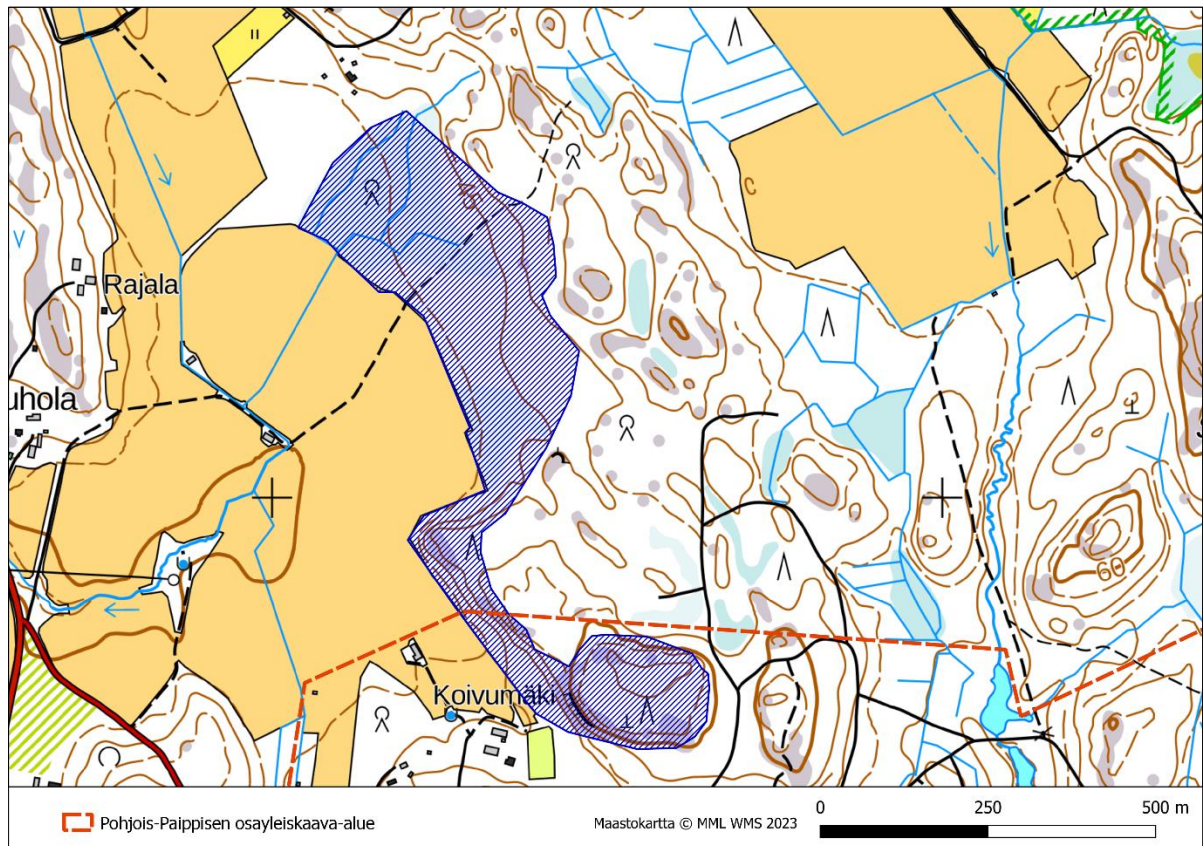 45
Rajala
uhola
60
Koivumäki
Pohjois-Paippisen osayleiskaava-alue
Maastokartta © MML WMS 2023
0 250 500 m